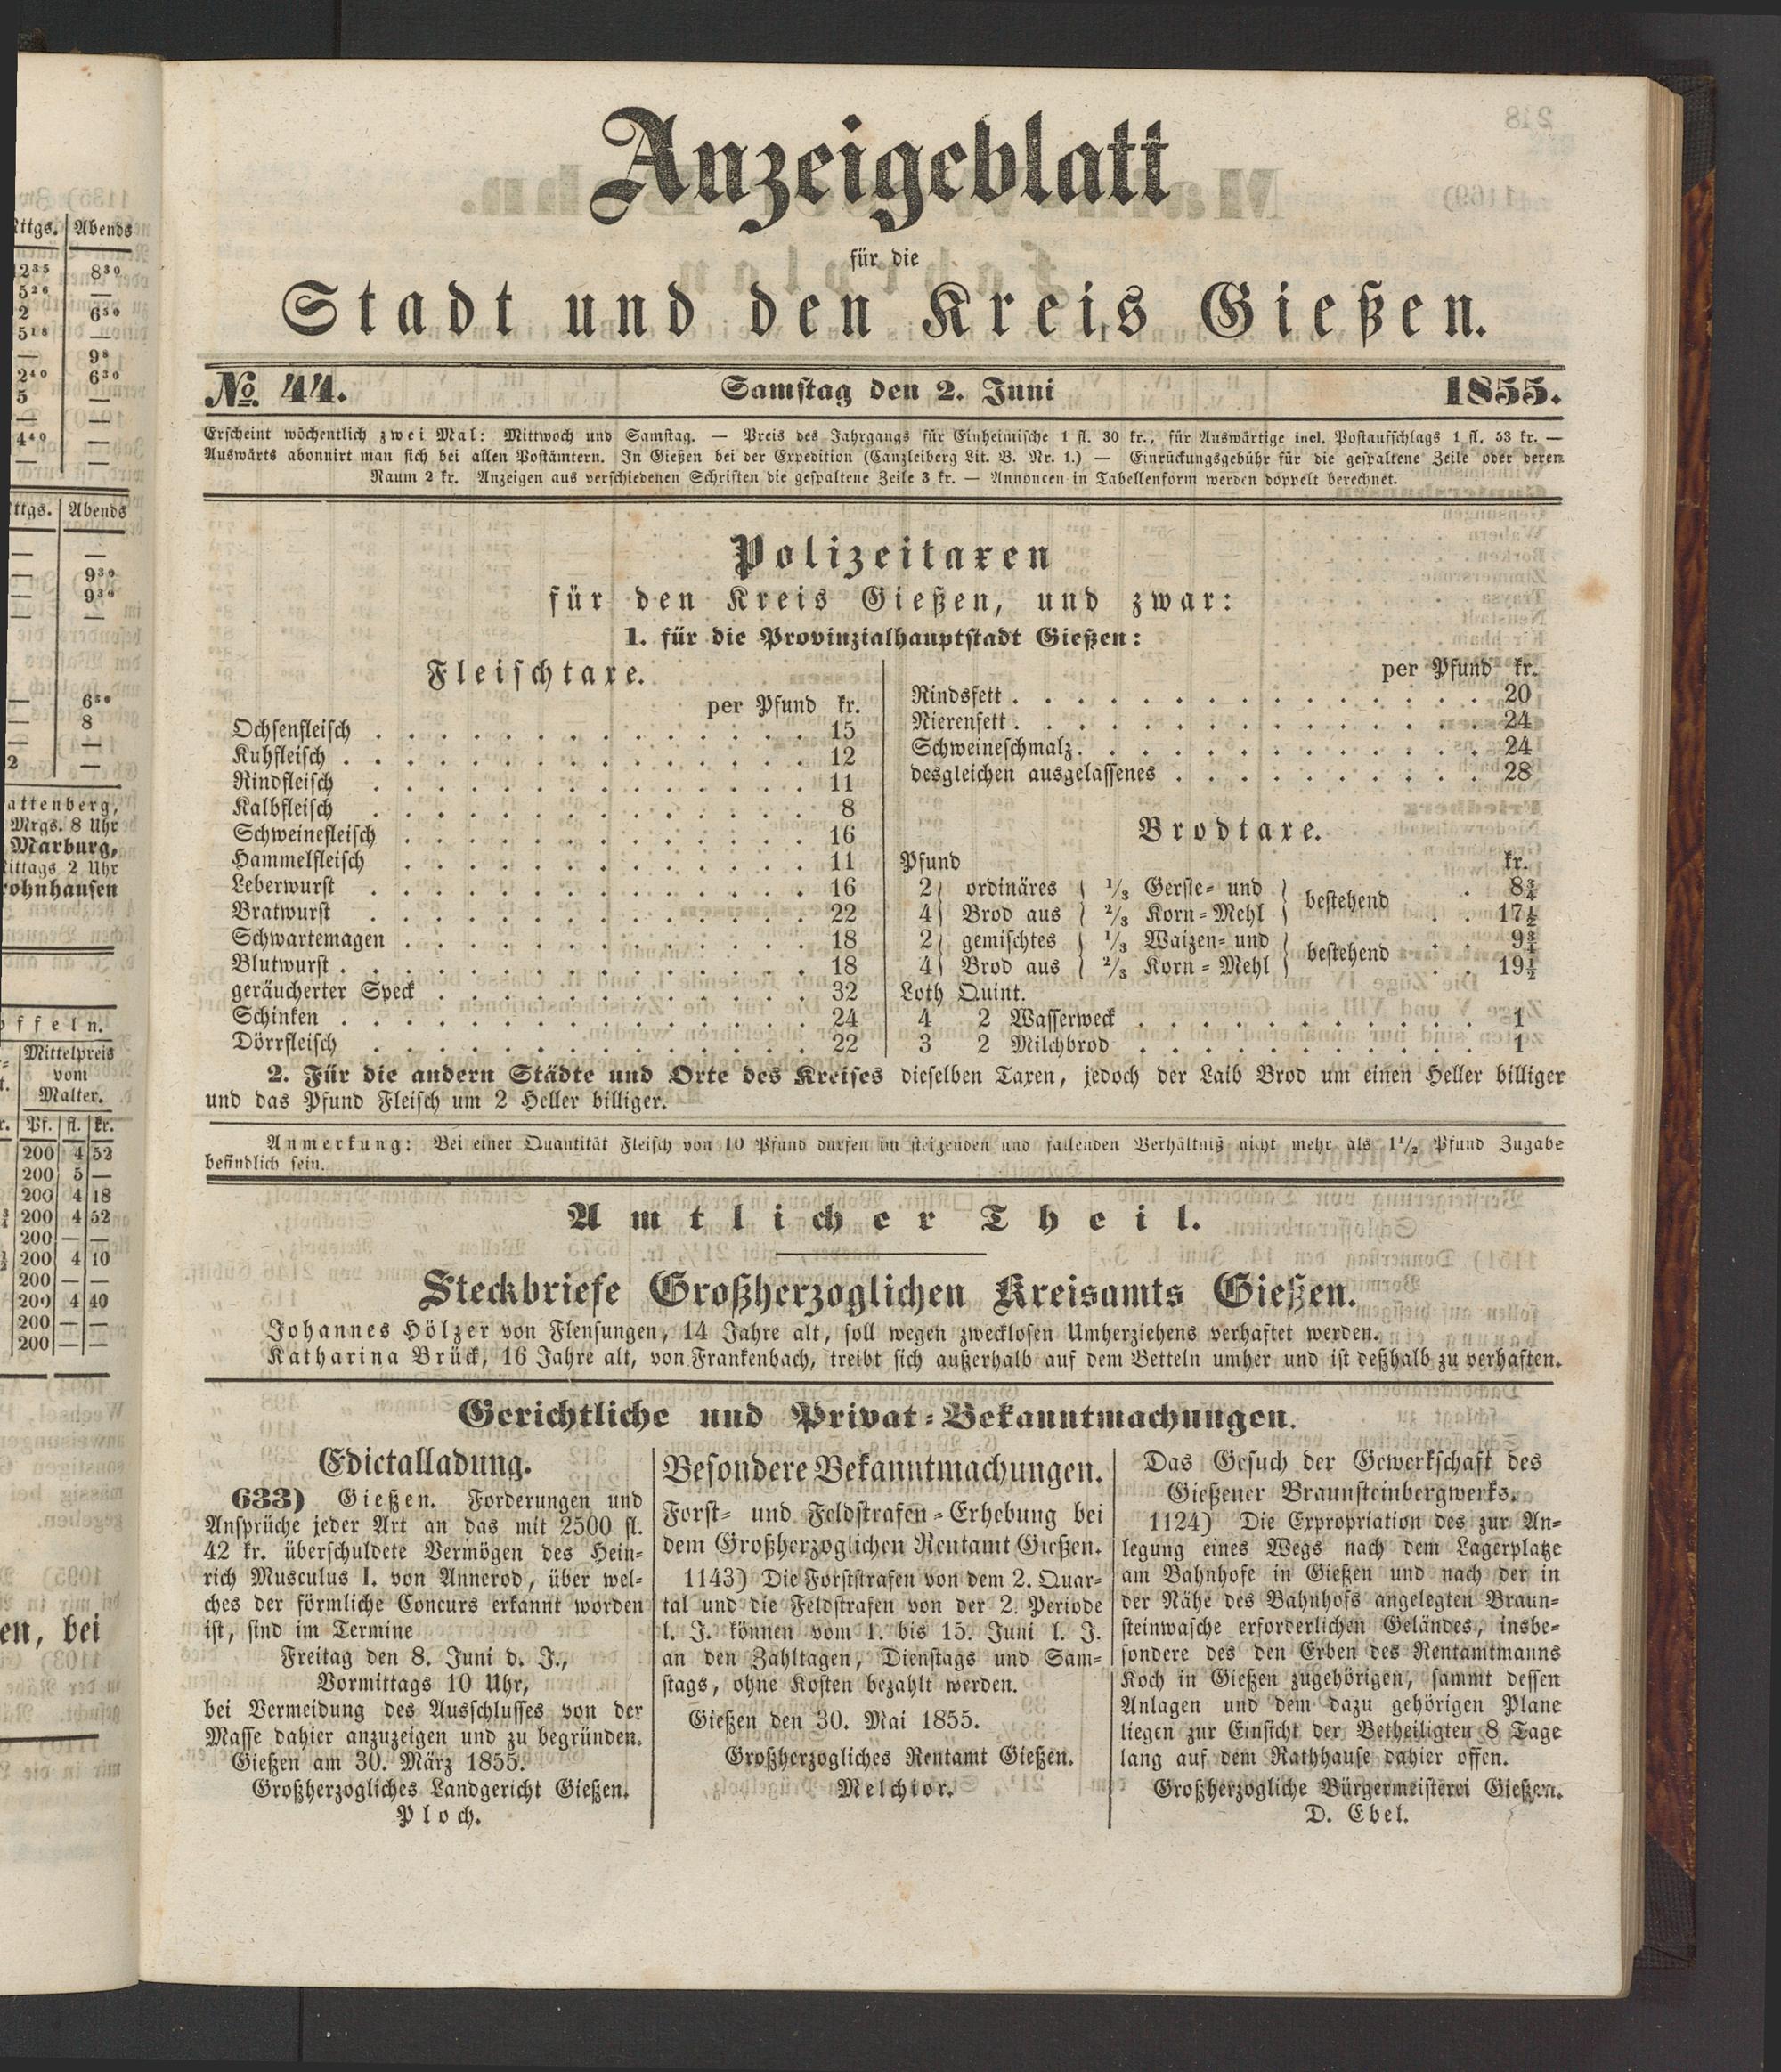 Anzeigeblatt
für die
Stadt und den Kreis Gießen.
No. 44. Samstag den 2. Juni 1855.
Erscheint wöchentlich zwei Mal: Mittwoch und Samstag. — Preis des Jahrgangs für Einheimische 1 fl. 30 kr., für Auswärtige incl. Postaufschlags 1 fl. 53 kr. —
Auswärts abonnirt man sich bei allen Postämtern. In Gießen bei der Expedition (Canzleiberg Lit. B. Nr. 1.) — Einrückungsgebühr für die gespaltene Zeile oder deren
Raum 2 kr. Anzeigen aus verschiedenen Schriften die gespaltene Zeile 3 kr. — Annoncen in Tabellenform werden doppelt berechnet.
Polizeitaxen
für den Kreis Gießen, und zwar:
1. für die Provinzialhauptstadt Gießen:
Fleischtaxe.
per Pfund kr.
Ochsenfleisch . . . . . . . . . . . . . . 15
Kuhfleisch . . . . . . . . . . . . . . . 12
Rindfleisch . . . . . . . . . . . . . . 11
Kalbfleisch . . . . . . . . . . . . . . 8
Schweinefleisch . . . . . . . . . . . . . 16
Hammelfleisch . . . . . . . . . . . . . 11
Leberwurst . . . . . . . . . . . . . . 16
Bratwurst . . . . . . . . . . . . . . 22
Schwartemagen . . . . . . . . . . . . . 18
Blutwurst . . . . . . . . . . . . . . . 18
geräucherter Speck . . . . . . . . . . . . 32
Schinken . . . . . . . . . . . . . . . 24
Dörrfleisch . . . . . . . . . . . . . . 22
per Pfund kr.
Rindsfett . . . . . . . . . . . . . . . 20
Nierenfett . . . . . . . . . . . . . . . 24
Schweineschmalz . . . . . . . . . . . . . 24
desgleichen ausgelassenes . . . . . . . . . . 28
Brodtaxe.
Pfund kr.
2 } ordinäres { 1/3 Gerste- und } bestehend . 8¾
4 } Brod aus { 2/3 Korn-Mehl } . . 17½
2 } gemischtes { 1/3 Waizen- und } bestehend . . 9¾
4 } Brod aus { 2/3 Korn-Mehl } . . 19½
Loth Quint.
4 2 Wasserweck . . . . . . . . . . . 1
3 2 Milchbrod . . . . . . . . . . . 1
2. Für die andern Städte und Orte des Kreises dieselben Taxen, jedoch der Laib Brod um einen Heller billiger
und das Pfund Fleisch um 2 Heller billiger.
Anmerkung: Bei einer Quantität Fleisch von 10 Pfund dürfen im steigenden und fallenden Verhältniß nicht mehr als 1½ Pfund Zugabe
befindlich sein.
Amtlicher Theil.
Steckbriefe Großherzoglichen Kreisamts Gießen.
Johannes Hölzer von Flensungen, 14 Jahre alt, soll wegen zwecklosen Umherziehens verhaftet werden.
Katharina Brück, 16 Jahre alt, von Frankenbach, treibt sich außerhalb auf dem Betteln umher und ist deßhalb zu verhaften.
Gerichtliche und Privat-Bekanntmachungen.
Edictalladung.
633) Gießen. Forderungen und
Ansprüche jeder Art an das mit 2500 fl.
42 kr. überschuldete Vermögen des Hein-
rich Musculus I. von Annerod, über wel-
ches der förmliche Concurs erkannt worden
ist, sind im Termine
Freitag den 8. Juni d. J.,
Vormittags 10 Uhr,
bei Vermeidung des Ausschlusses von der
Masse dahier anzuzeigen und zu begründen.
Gießen am 30. März 1855.
Großherzogliches Landgericht Gießen.
Ploch.
Besondere Bekanntmachungen.
Forst- und Feldstrafen-Erhebung bei
dem Großherzoglichen Rentamt Gießen.
1143) Die Forststrafen von dem 2. Quar-
tal und die Feldstrafen von der 2. Periode
l. J. können vom 1. bis 15. Juni l. J.
an den Zahltagen, Dienstags und Sam-
stags, ohne Kosten bezahlt werden.
Gießen den 30. Mai 1855.
Großherzogliches Rentamt Gießen.
Melchior.
Das Gesuch der Gewerkschaft des
Gießener Braunsteinbergwerks.
1124) Die Expropriation des zur An-
legung eines Wegs nach dem Lagerplatze
am Bahnhofe in Gießen und nach der in
der Nähe des Bahnhofs angelegten Braun-
steinwäsche erforderlichen Geländes, insbe-
sondere des den Erben des Rentamtmanns
Koch in Gießen zugehörigen, sammt dessen
Anlagen und dem dazu gehörigen Plane
liegen zur Einsicht der Betheiligten 8 Tage
lang auf dem Rathhause dahier offen.
Großherzogliche Bürgermeisterei Gießen.
D. Ebel.